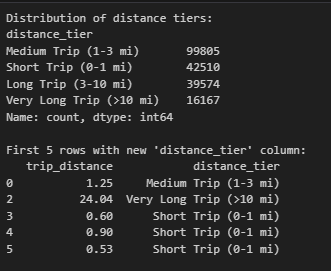 Distribution of distance tiers:
distance_tier
Medium Trip (1-3 mi)       99805
Short Trip (0-1 mi)        42510
Long Trip (3-10 mi)        39574
Very Long Trip (>10 mi)    16167
Name: count, dtype: int64

First 5 rows with new 'distance_tier' column:
   trip_distance            distance_tier
0           1.25     Medium Trip (1-3 mi)
2          24.04  Very Long Trip (>10 mi)
3           0.60      Short Trip (0-1 mi)
4           0.90      Short Trip (0-1 mi)
5           0.53      Short Trip (0-1 mi)